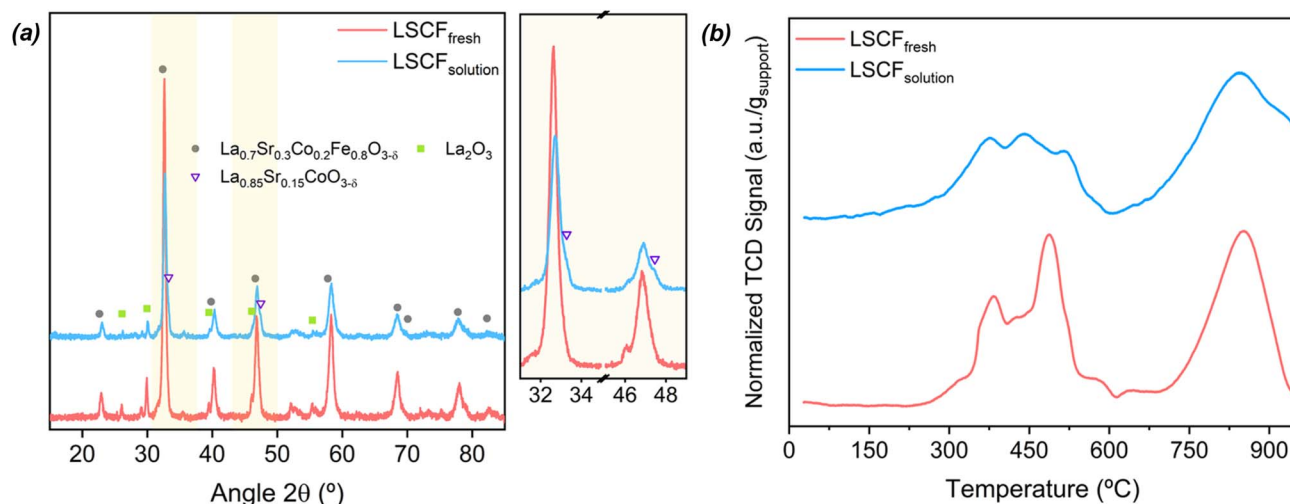 (a)
LSCFfresh
LSCFsolution
La0.7Sr0.3Co0.2Fe0.8O3-δ
La2O3
La0.85Sr0.15CoO3-δ
20 30 40 50 60 70 80
Angle 2θ (º)
32 34 46 48
(b)
LSCFfresh
LSCFsolution
Normalized TCD Signal (a.u./gsupport)
0 150 300 450 600 750 900
Temperature (ºC)